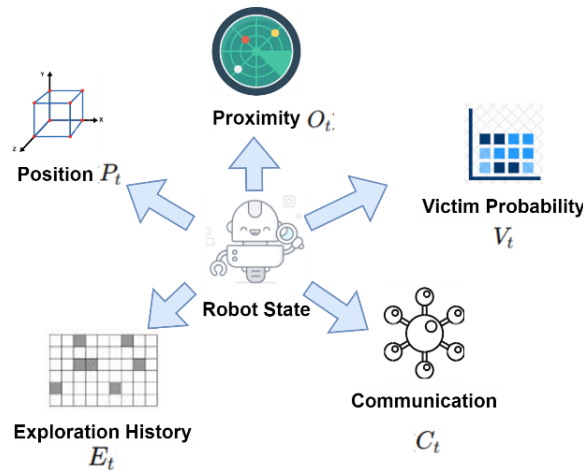 Proximity O_t
Y
X
Z
Position P_t
Victim Probability
V_t
Robot State
Communication
C_t
Exploration History
E_t